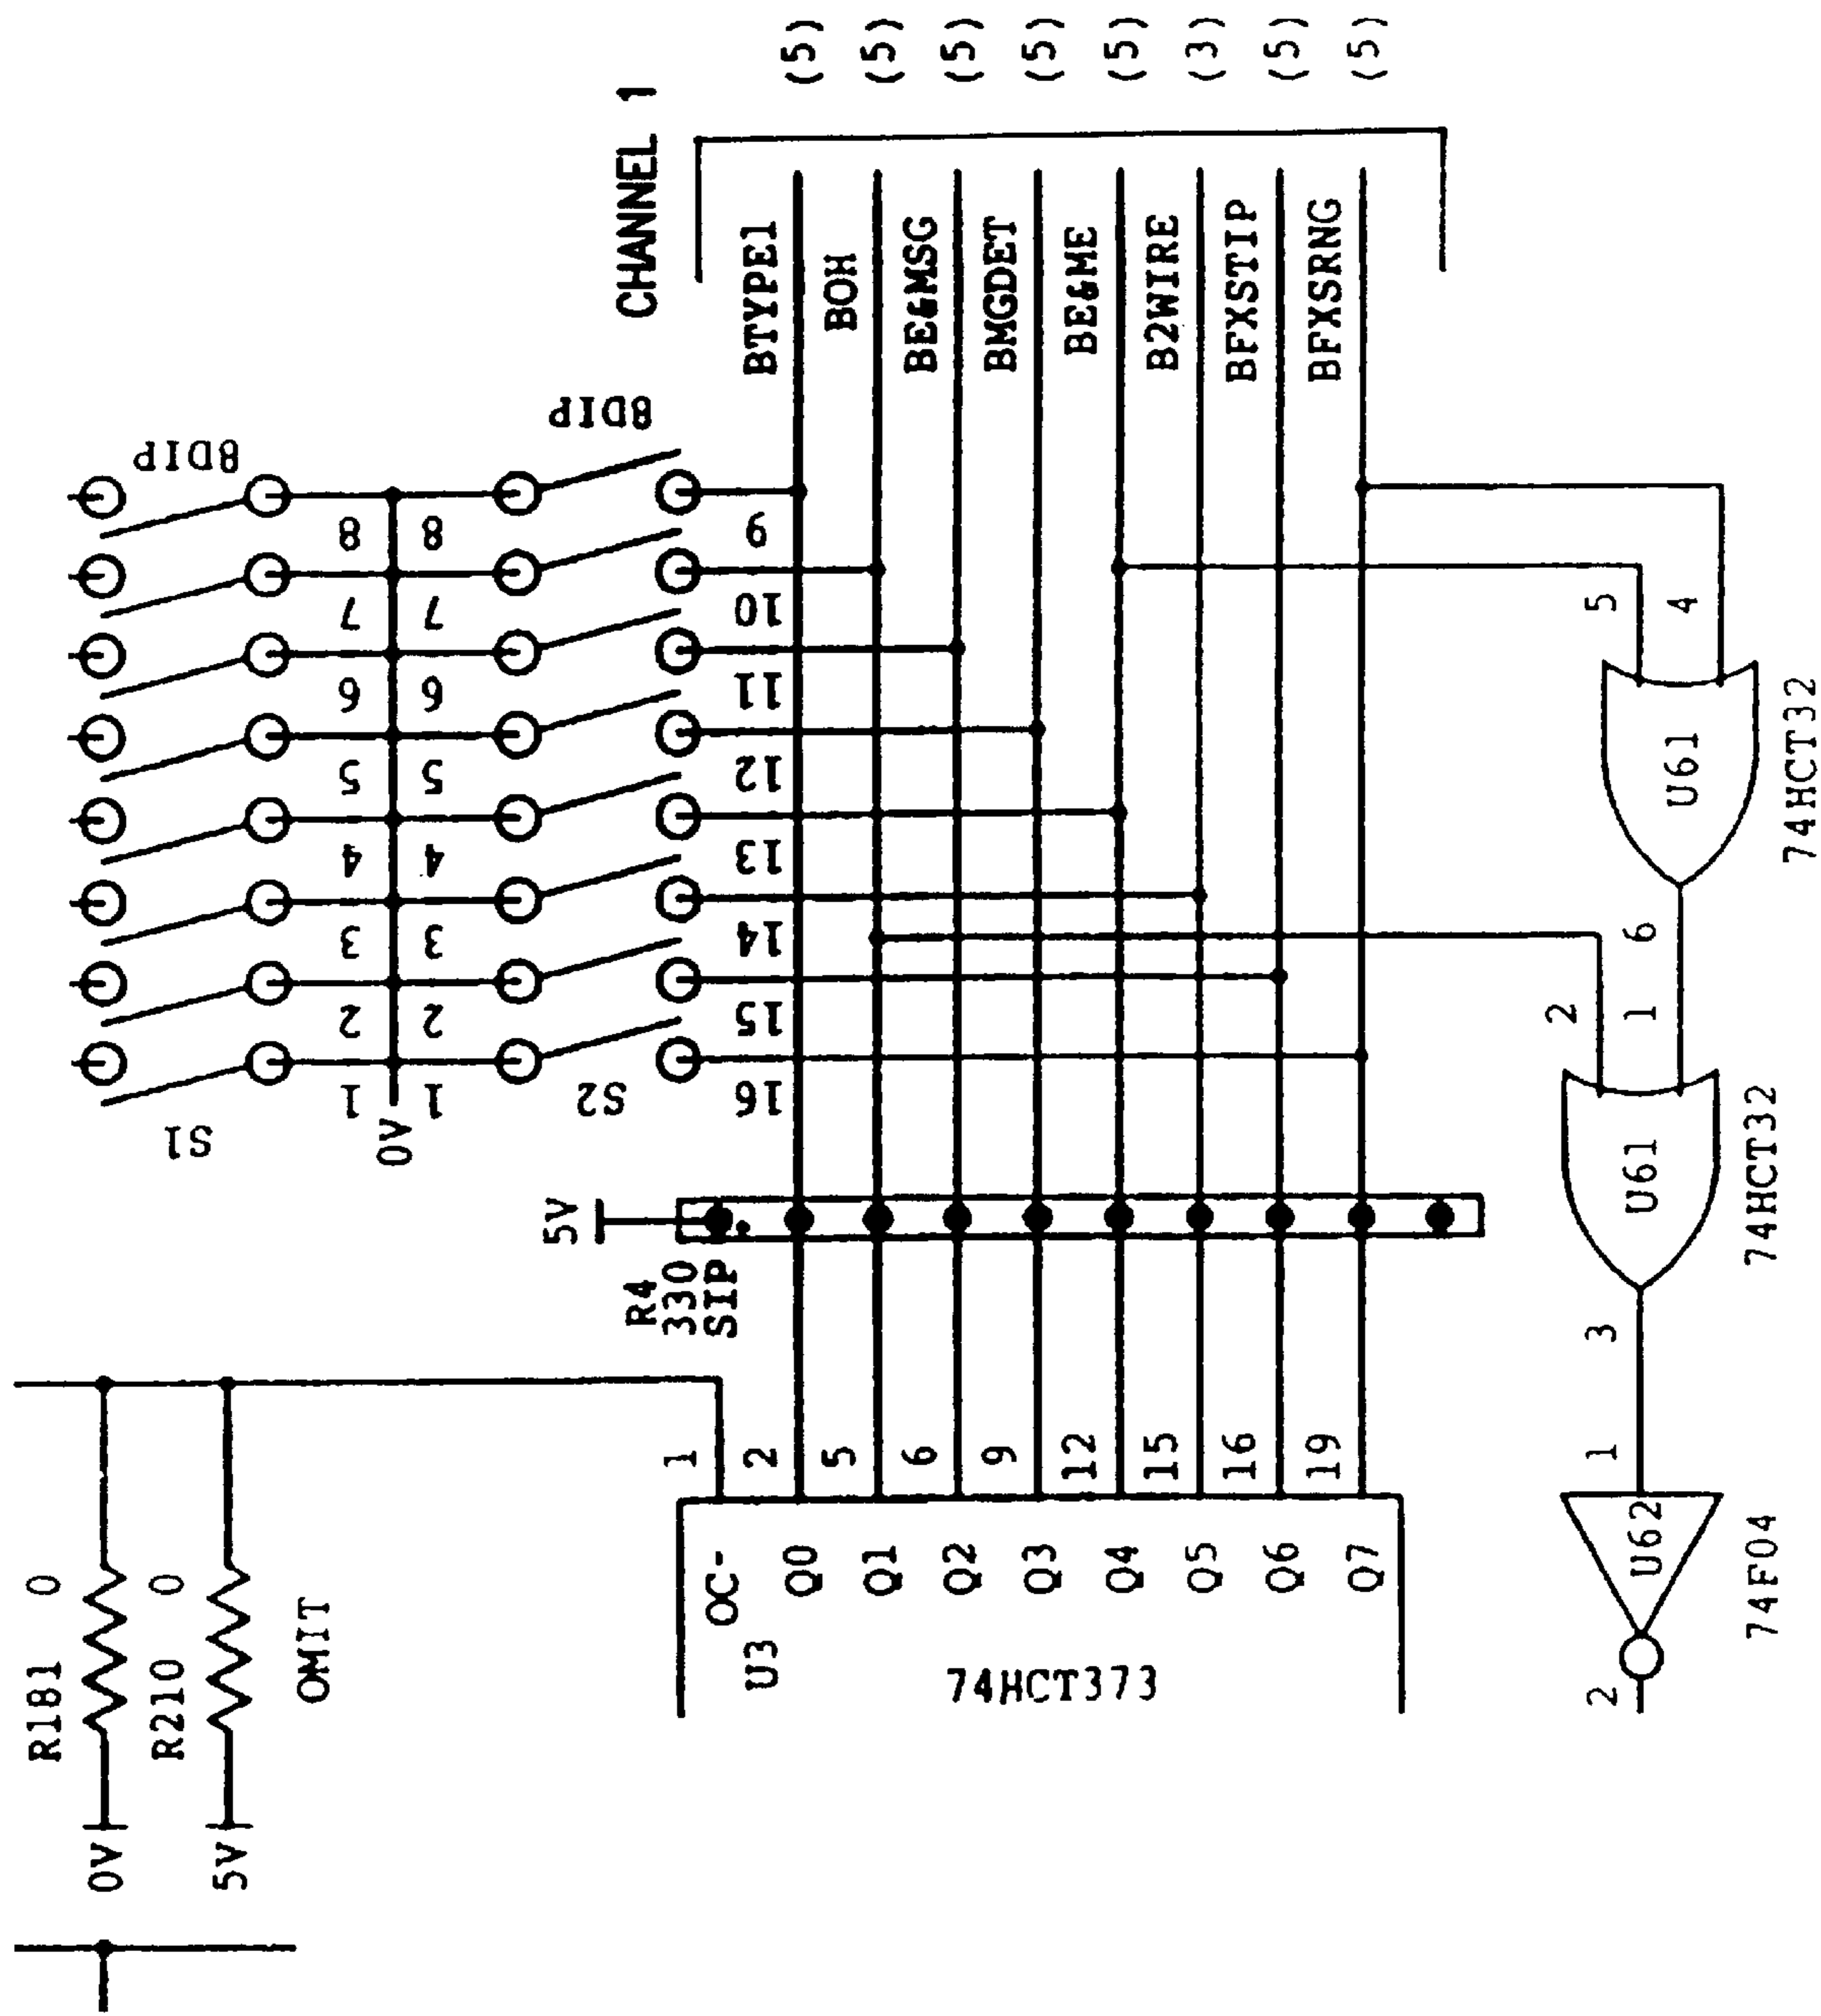 R181 0
0V
R210 0
5V
OMIT
S1
8DIP
1 2 3 4 5 6 7 8
0V
1 2 3 4 5 6 7 8
S2
8DIP
16 15 14 13 12 11 10 9
5V
R4
330
SIP
CHANNEL 1
1
OC-
2
Q0
BTYPE1 (5)
5
Q1
BOH (5)
6
Q2
BE&MSG (5)
9
Q3
BMGDET (5)
12
Q4
BE&ME (5)
15
Q5
B2WIRE (3)
16
Q6
BFXSTIP (5)
19
Q7
BFXSRNG (5)
U3
74HCT373
2
U62
1
74F04
3
U61
2
1
74HCT32
6
U61
5
4
74HCT32